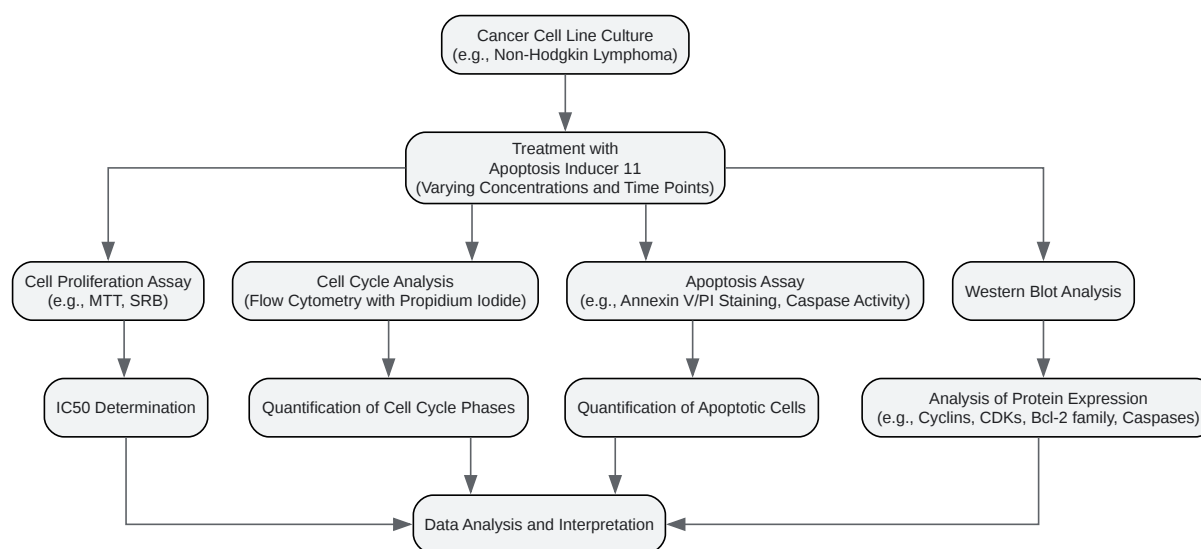 Cancer Cell Line Culture
(e.g., Non-Hodgkin Lymphoma)
Treatment with
Apoptosis Inducer 11
(Varying Concentrations and Time Points)
Cell Proliferation Assay
(e.g., MTT, SRB)
Cell Cycle Analysis
(Flow Cytometry with Propidium Iodide)
Apoptosis Assay
(e.g., Annexin V/PI Staining, Caspase Activity)
Western Blot Analysis
IC50 Determination
Quantification of Cell Cycle Phases
Quantification of Apoptotic Cells
Analysis of Protein Expression
(e.g., Cyclins, CDKs, Bcl-2 family, Caspases)
Data Analysis and Interpretation